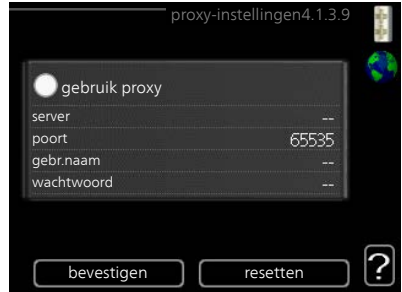 proxy-instellingen4.1.3.9
gebruik proxy
server --
poort 65535
gebr.naam --
wachtwoord --
bevestigen resetten ?